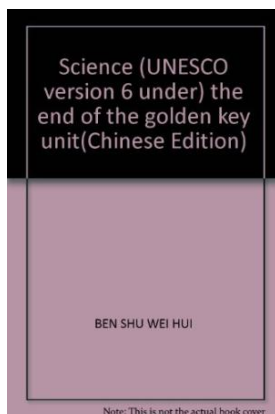 Science (UNESCO
version 6 under) the
end of the golden key
unit(Chinese Edition)
BEN SHU WEI HUI
Note: This is not the actual book cover